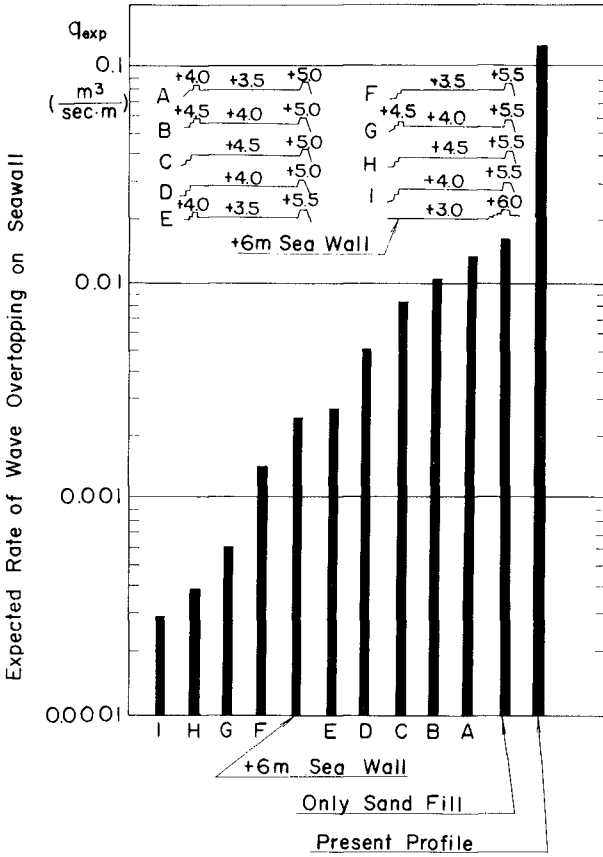 qexp
0.1
(m³/sec·m)
0.01
0.001
0.0001
Expected Rate of Wave Overtopping on Seawall
A +4.0 +3.5 +5.0
B +4.5 +4.0 +5.0
C +4.5 +5.0
D +4.0 +5.0
E +4.0 +3.5 +5.5
F +3.5 +5.5
G +4.5 +4.0 +5.5
H +4.5 +5.5
I +4.0 +5.5
+3.0 +6.0
+6m Sea Wall
I H G F E D C B A
+6m Sea Wall
Only Sand Fill
Present Profile